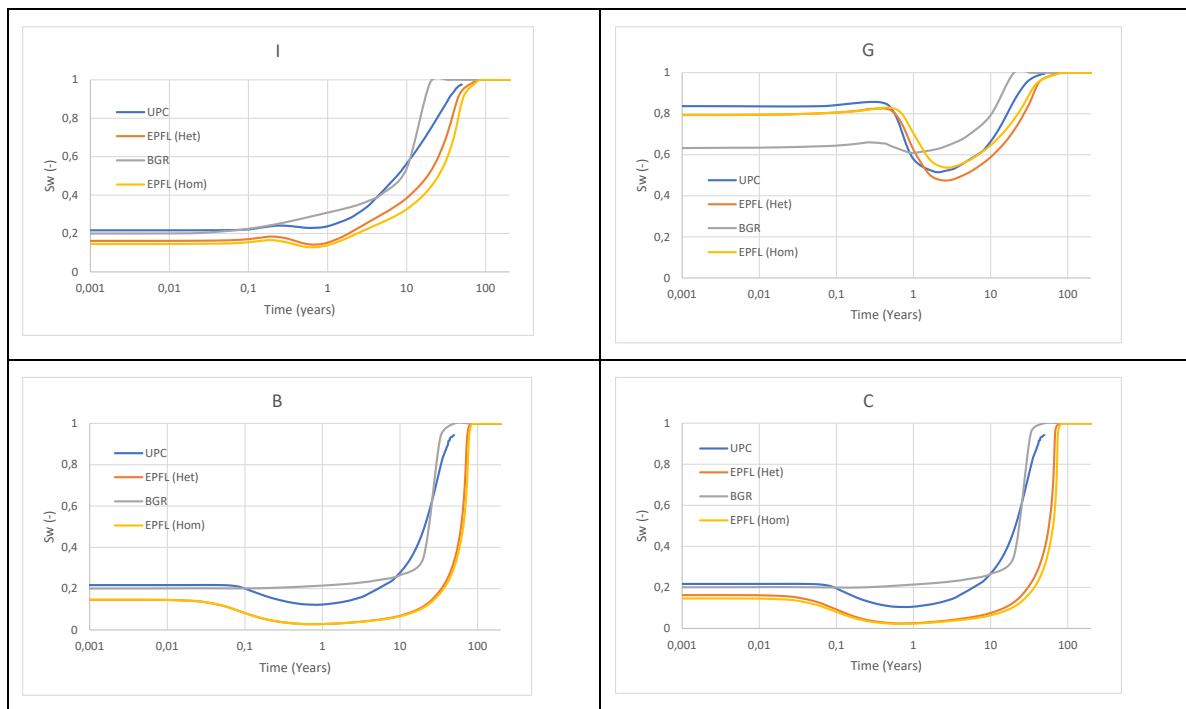 I
1
0,8
0,6
0,4
0,2
0
Sw (-)
UPC
EPFL (Het)
BGR
EPFL (Hom)
0,001 0,01 0,1 1 10 100
Time (years)
G
1
0,8
0,6
0,4
0,2
0
Sw (-)
UPC
EPFL (Het)
BGR
EPFL (Hom)
0,001 0,01 0,1 1 10 100
Time (Years)
B
1
0,8
0,6
0,4
0,2
0
Sw (-)
UPC
EPFL (Het)
BGR
EPFL (Hom)
0,001 0,01 0,1 1 10 100
Time (Years)
C
1
0,8
0,6
0,4
0,2
0
Sw (-)
UPC
EPFL (Het)
BGR
EPFL (Hom)
0,001 0,01 0,1 1 10 100
Time (Years)